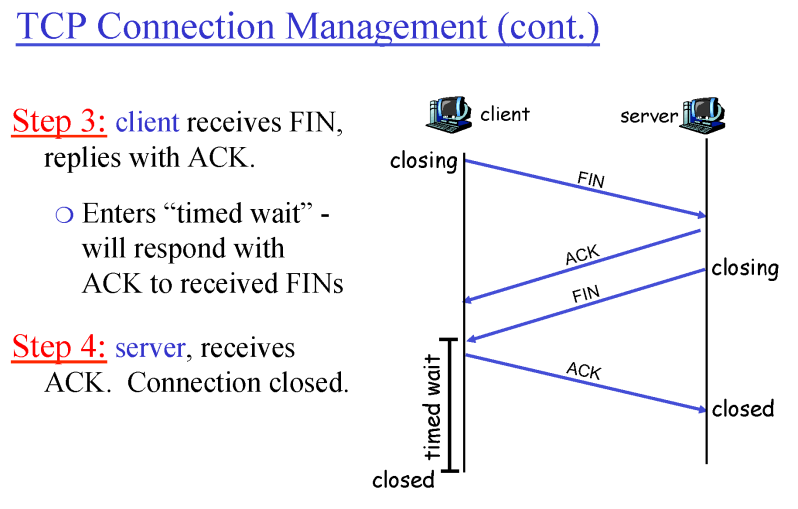 TCP Connection Management (cont.)
Step 3: client receives FIN,
replies with ACK.
❍ Enters “timed wait” -
will respond with
ACK to received FINs
Step 4: server, receives
ACK. Connection closed.
client
server
closing
FIN
ACK
closing
FIN
timed wait
ACK
closed
closed